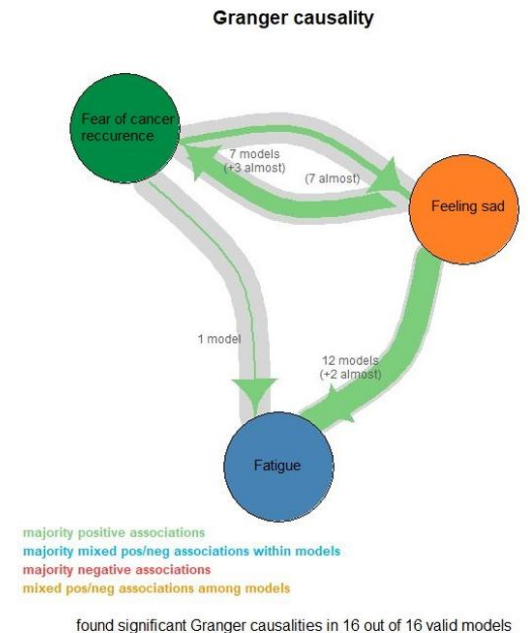 Granger causality
Fear of cancer
reccurence
7 models
(+3 almost)
(7 almost)
Feeling sad
1 model
12 models
(+2 almost)
Fatigue
majority positive associations
majority mixed pos/neg associations within models
majority negative associations
mixed pos/neg associations among models
found significant Granger causalities in 16 out of 16 valid models